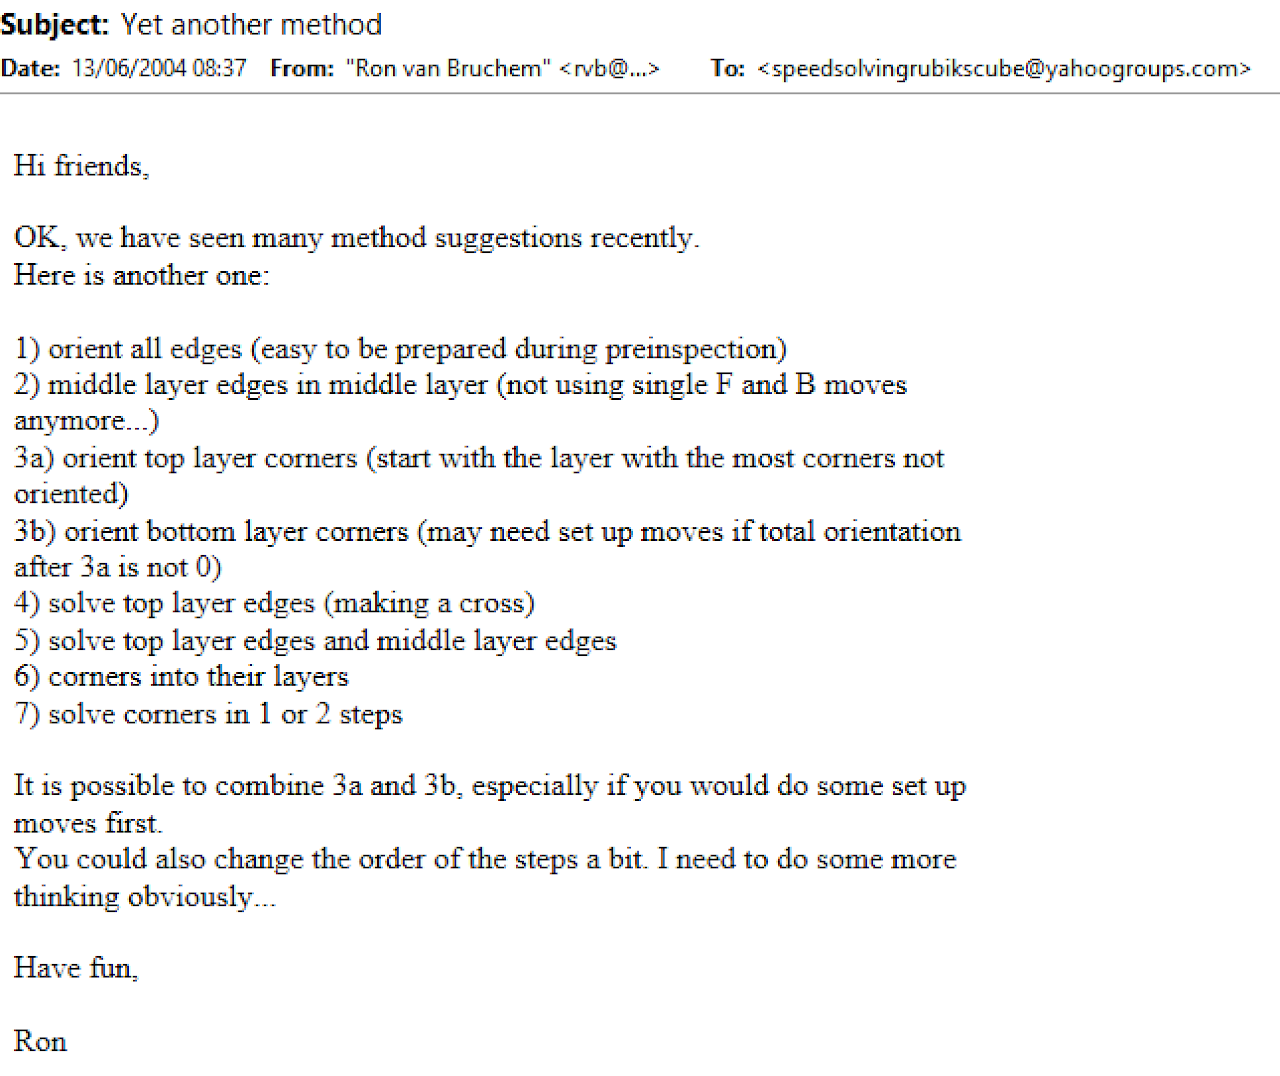 Subject: Yet another method
Date: 13/06/2004 08:37 From: "Ron van Bruchem" <rvb@...> To: <speedsolvingrubikscube@yahoogroups.com>
Hi friends,
OK, we have seen many method suggestions recently.
Here is another one:
1) orient all edges (easy to be prepared during preinspection)
2) middle layer edges in middle layer (not using single F and B moves
anymore...)
3a) orient top layer corners (start with the layer with the most corners not
oriented)
3b) orient bottom layer corners (may need set up moves if total orientation
after 3a is not 0)
4) solve top layer edges (making a cross)
5) solve top layer edges and middle layer edges
6) corners into their layers
7) solve corners in 1 or 2 steps
It is possible to combine 3a and 3b, especially if you would do some set up
moves first.
You could also change the order of the steps a bit. I need to do some more
thinking obviously...
Have fun,
Ron